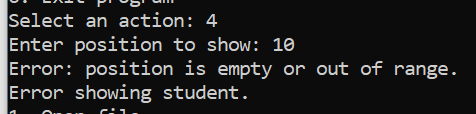 6. Exit program
Select an action: 4
Enter position to show: 10
Error: position is empty or out of range.
Error showing student.
1. Open file